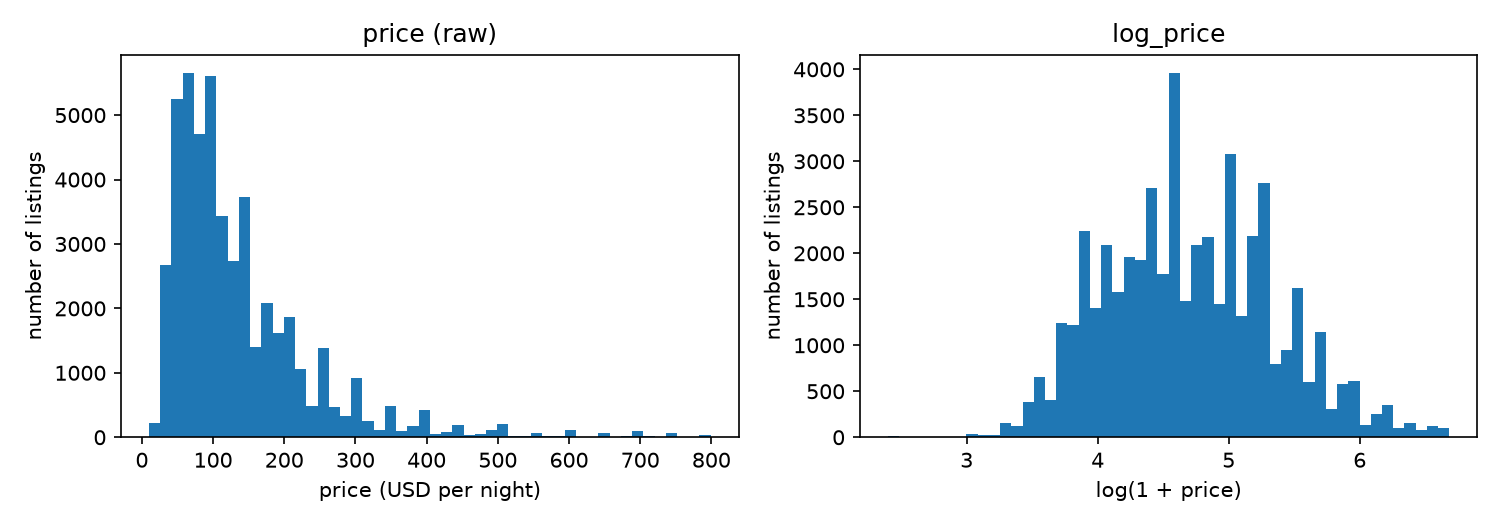 price (raw)
number of listings
5000
4000
3000
2000
1000
0
0 100 200 300 400 500 600 700 800
price (USD per night)
log_price
number of listings
4000
3500
3000
2500
2000
1500
1000
500
0
3 4 5 6
log(1 + price)